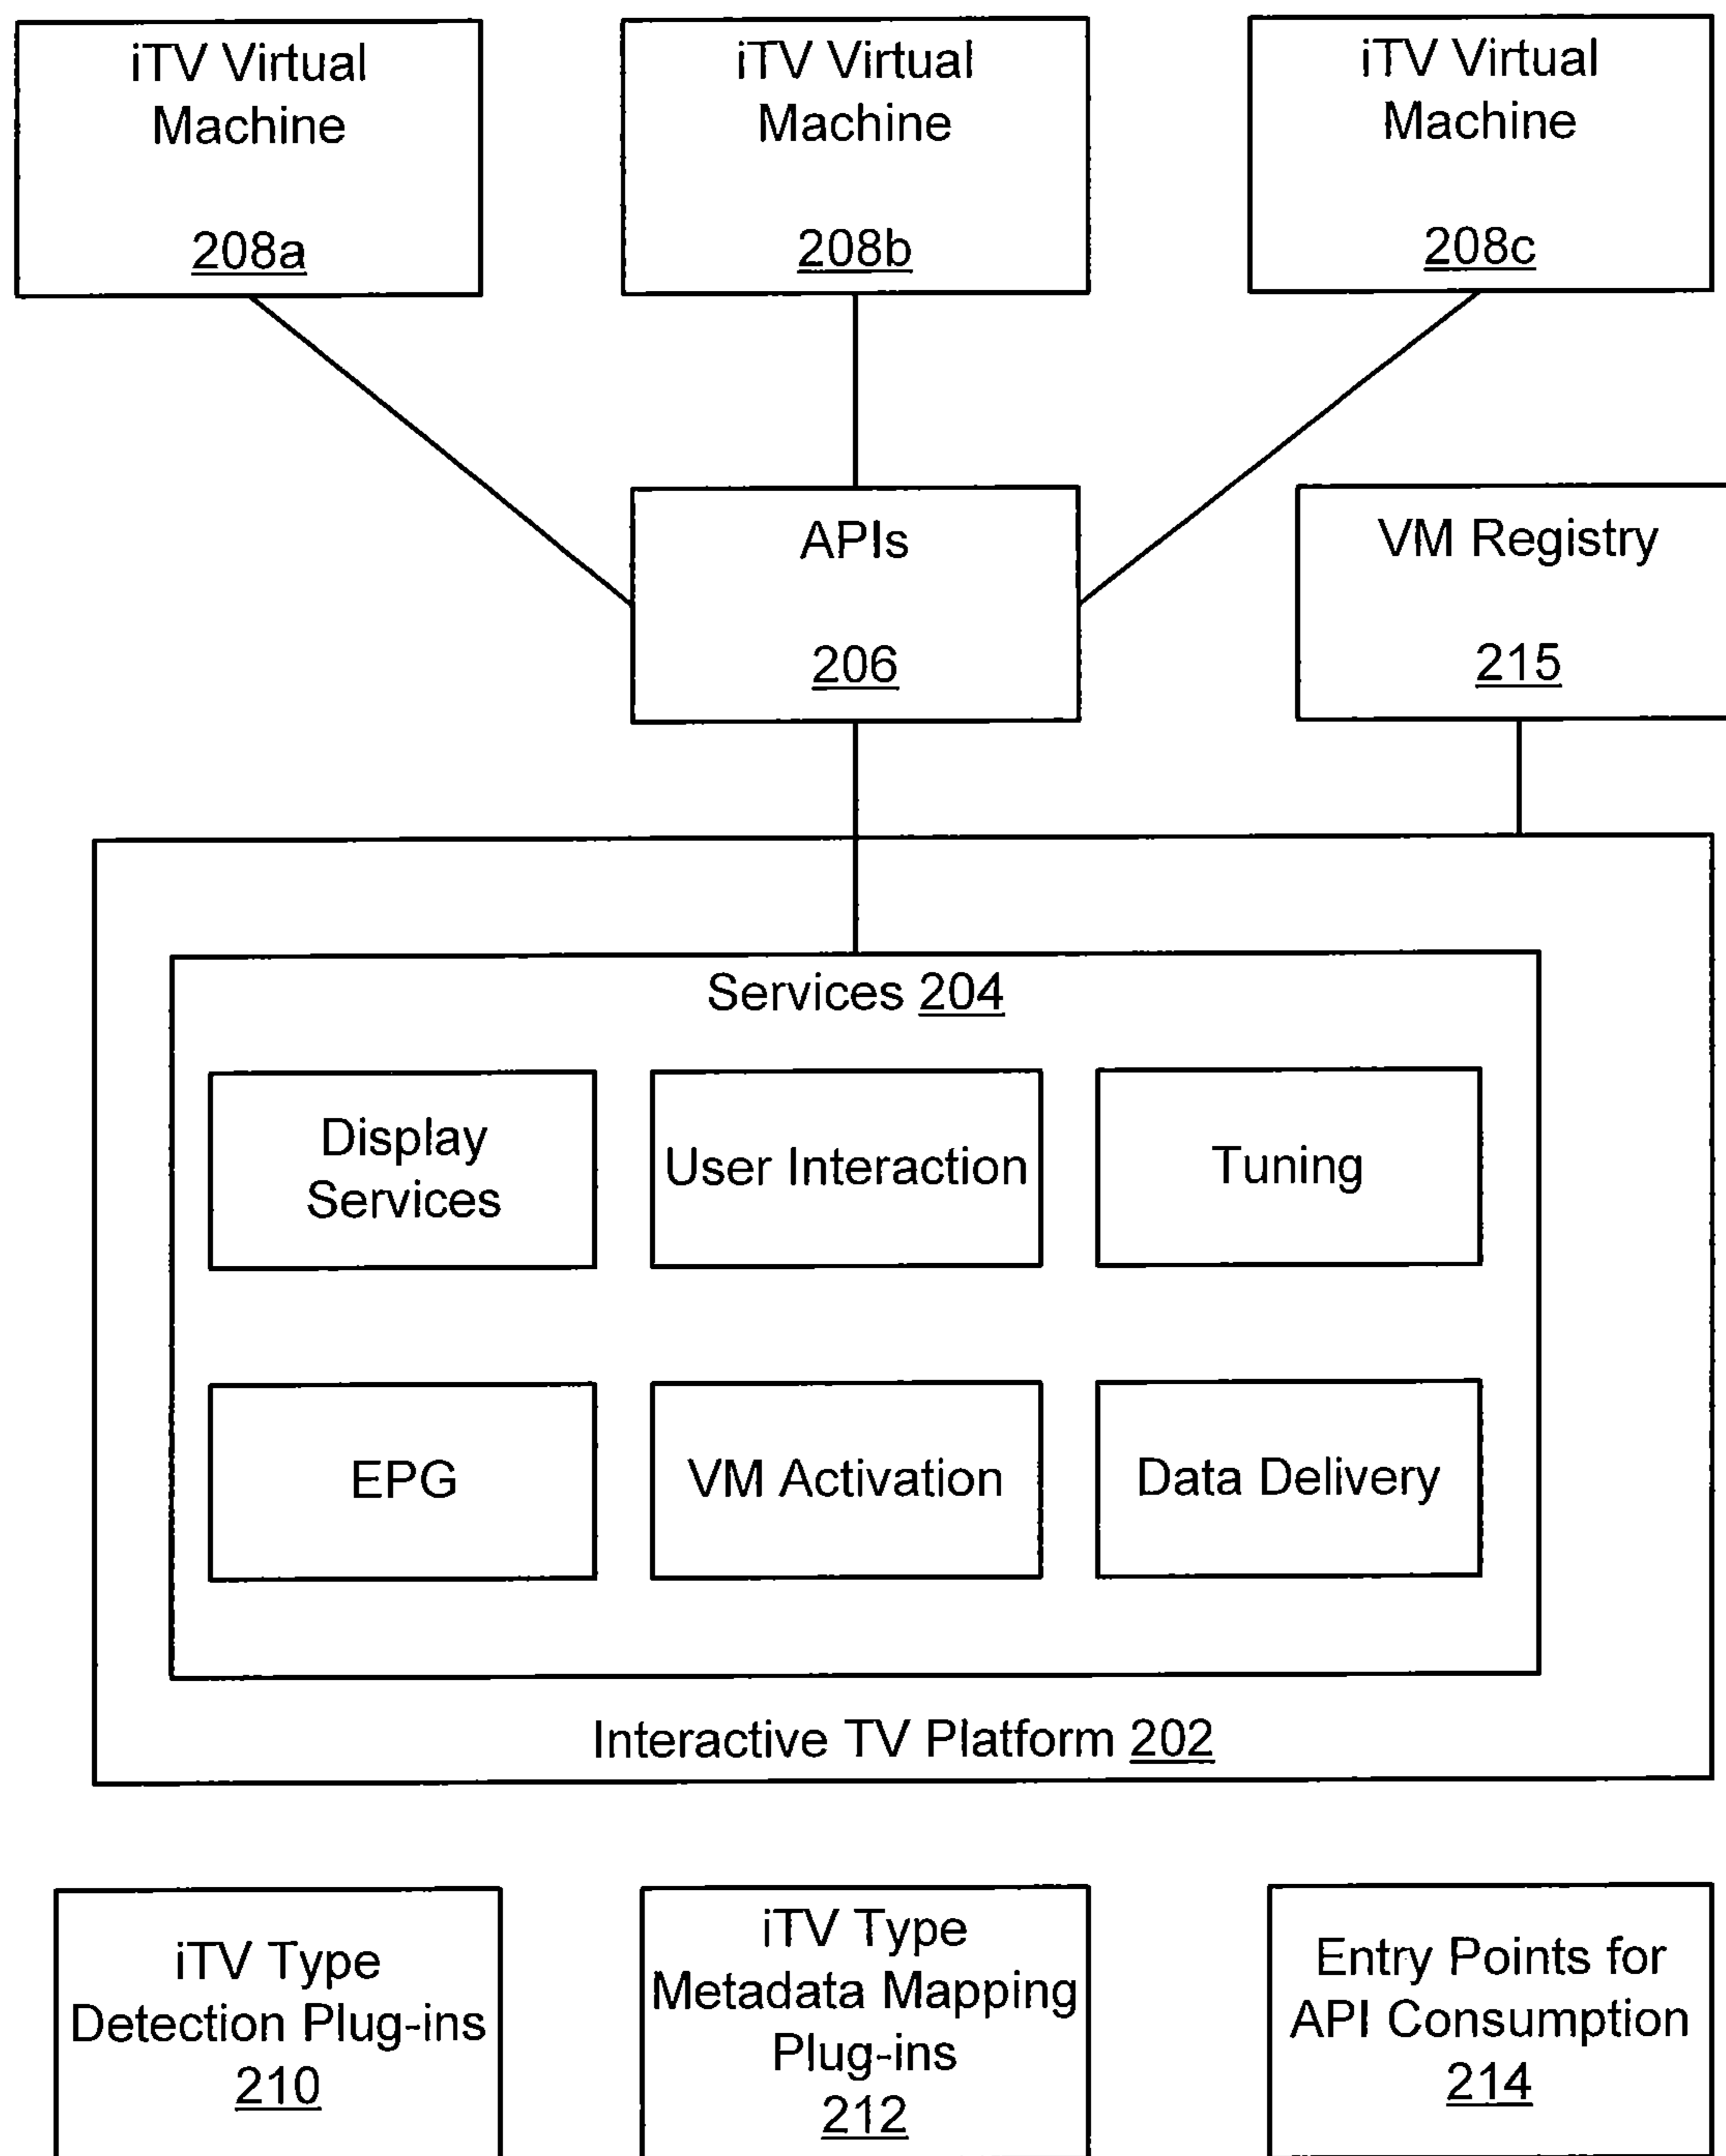 iTV Virtual
Machine
208a
iTV Virtual
Machine
208b
iTV Virtual
Machine
208c
APIs
206
VM Registry
215
Services 204
Display
Services
User Interaction
Tuning
EPG
VM Activation
Data Delivery
Interactive TV Platform 202
iTV Type
Detection Plug-ins
210
iTV Type
Metadata Mapping
Plug-ins
212
Entry Points for
API Consumption
214